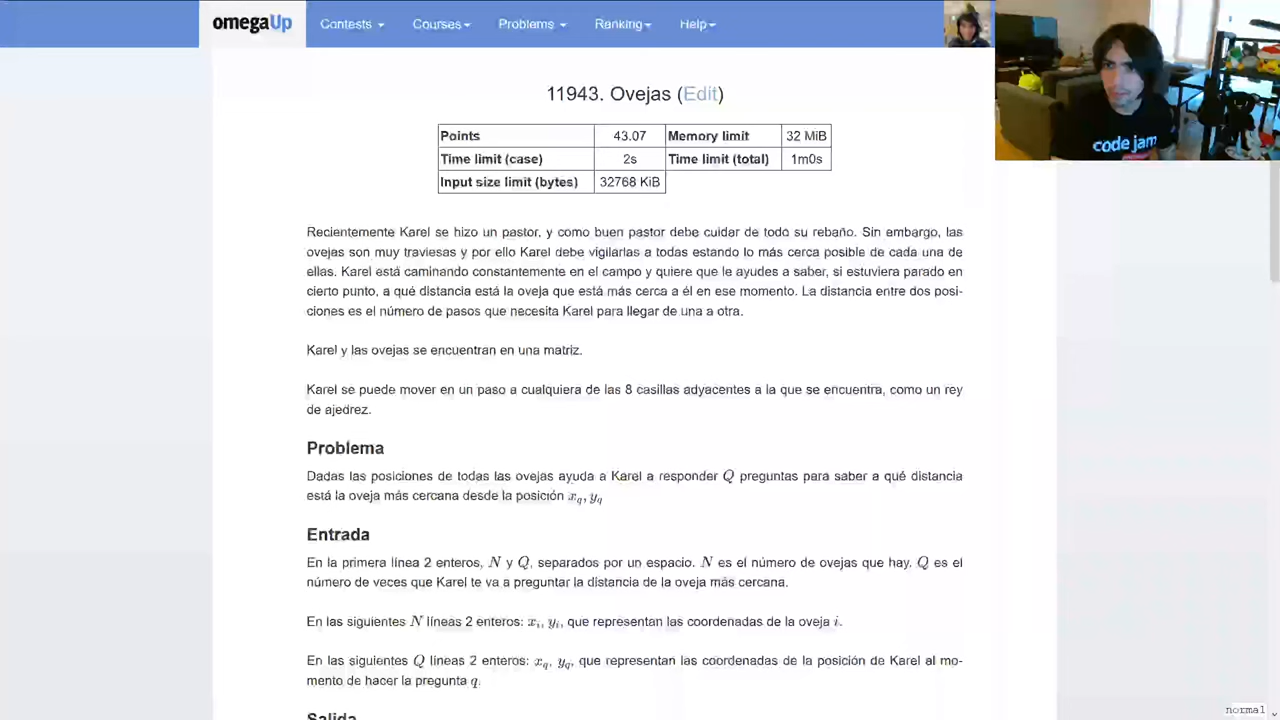 omegaUp Contests Courses Problems Ranking Help
code jam
11943. Ovejas (Edit)
Points 43.07 Memory limit 32 MiB
Time limit (case) 2s Time limit (total) 1m0s
Input size limit (bytes) 32768 KiB
Recientemente Karel se hizo un pastor, y como buen pastor debe cuidar de todo su rebaño. Sin embargo, las
ovejas son muy traviesas y por ello Karel debe vigilarlas a todas estando lo más cerca posible de cada una de
ellas. Karel está caminando constantemente en el campo y quiere que le ayudes a saber, si estuviera parado en
cierto punto, a qué distancia está la oveja que está más cerca a él en ese momento. La distancia entre dos posi-
ciones es el número de pasos que necesita Karel para llegar de una a otra.
Karel y las ovejas se encuentran en una matriz.
Karel se puede mover en un paso a cualquiera de las 8 casillas adyacentes a la que se encuentra, como un rey
de ajedrez.
Problema
Dadas las posiciones de todas las ovejas ayuda a Karel a responder Q preguntas para saber a qué distancia
está la oveja más cercana desde la posición x_q, y_q
Entrada
En la primera línea 2 enteros, N y Q, separados por un espacio. N es el número de ovejas que hay. Q es el
número de veces que Karel te va a preguntar la distancia de la oveja más cercana.
En las siguientes N líneas 2 enteros: x_i, y_i, que representan las coordenadas de la oveja i.
En las siguientes Q líneas 2 enteros: x_q, y_q, que representan las coordenadas de la posición de Karel al mo-
mento de hacer la pregunta q.
Salida
normal